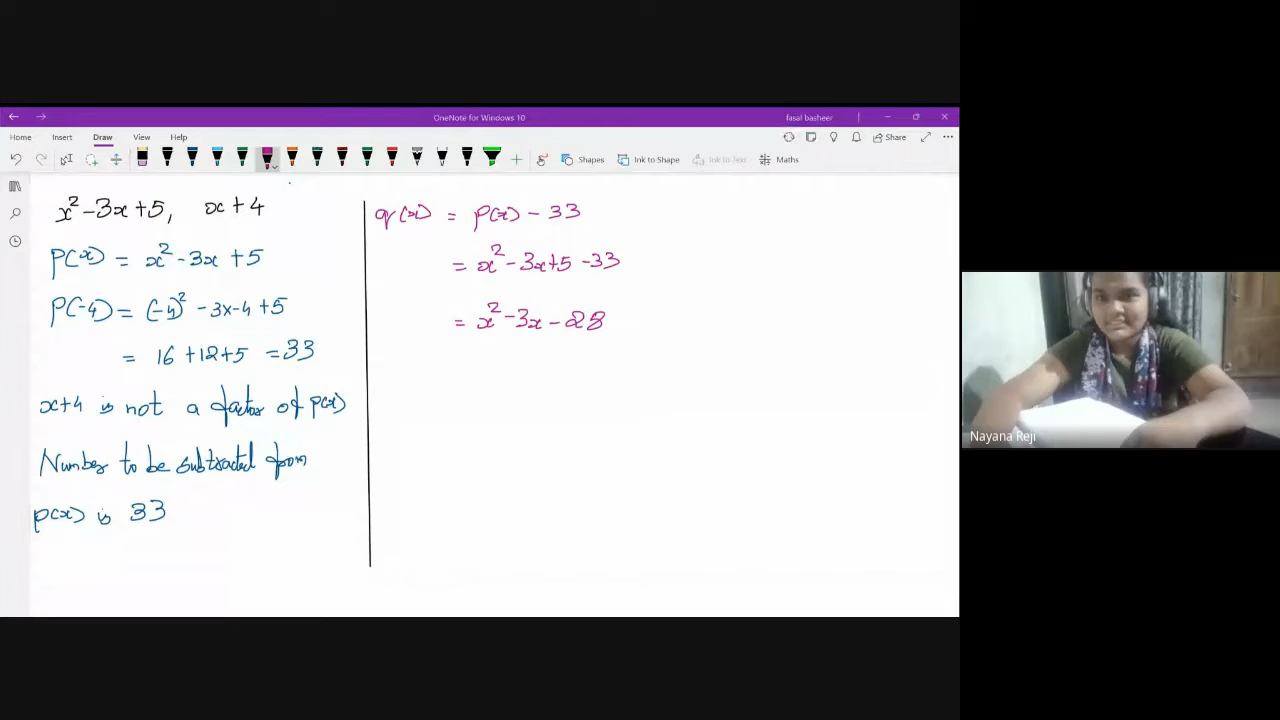 OneNote for Windows 10
fasal basheer
Home Insert Draw View Help
Share
Shapes Ink to Shape Ink to Text Maths
x² - 3x + 5, x + 4
P(x) = x² - 3x + 5
P(-4) = (-4)² - 3x-4 + 5
= 16 + 12 + 5 = 33
x+4 is not a factor of p(x)
Number to be subtracted from
p(x) is 33
q(x) = p(x) - 33
= x² - 3x + 5 - 33
= x² - 3x - 28
Nayana Reji